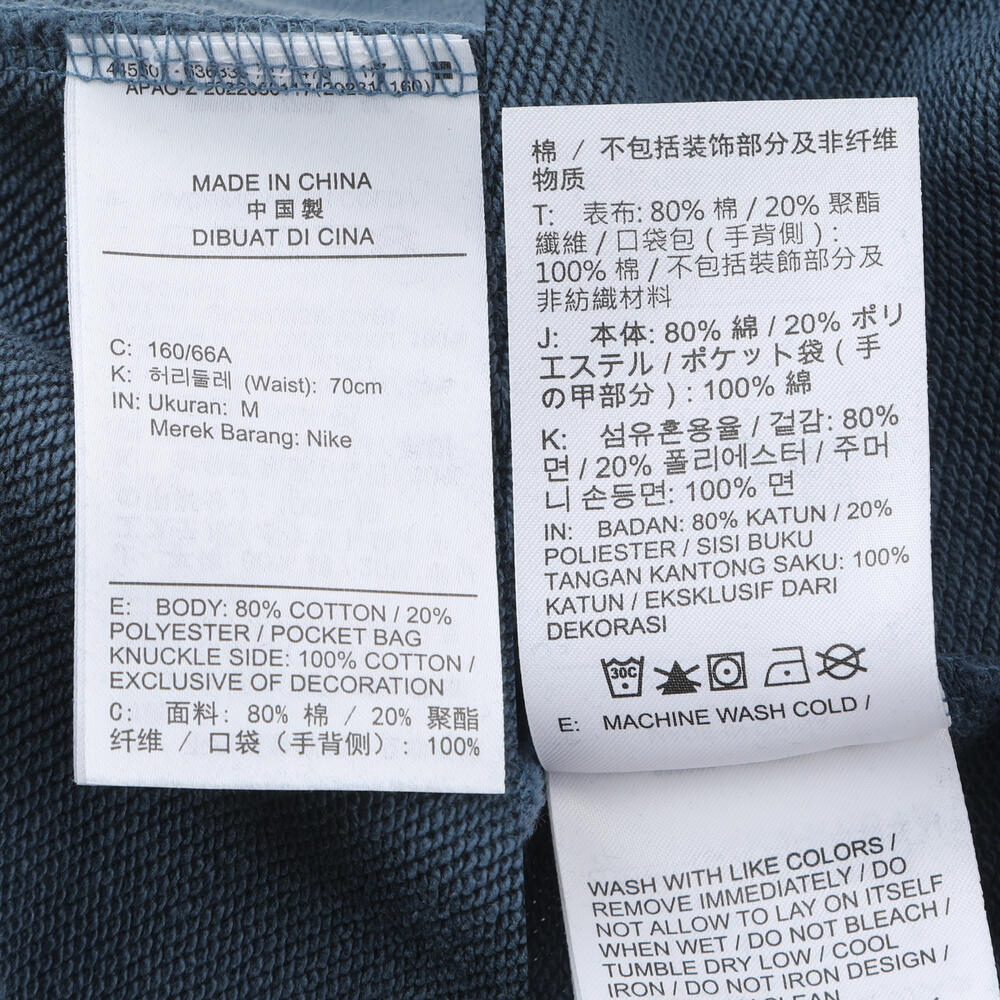 MADE IN CHINA
中国製
DIBUAT DI CINA
C: 160/66A
K: 허리둘레 (Waist): 70cm
IN: Ukuran: M
Merek Barang: Nike
E: BODY: 80% COTTON / 20%
POLYESTER / POCKET BAG
KNUCKLE SIDE: 100% COTTON /
EXCLUSIVE OF DECORATION
C: 面料: 80% 棉 / 20% 聚酯
纤维 / 口袋 (手背侧): 100%
棉 / 不包括装饰部分及非纤维
物质
T: 表布: 80% 棉 / 20% 聚酯
纖維 / 口袋包 ( 手背側 ):
100% 棉 / 不包括裝飾部分及
非紡織材料
J: 本体: 80% 綿 / 20% ポリ
エステル / ポケット袋 ( 手
の甲部分 ): 100% 綿
K: 섬유혼용율 / 겉감: 80%
면 / 20% 폴리에스터 / 주머
니 손등면: 100% 면
IN: BADAN: 80% KATUN / 20%
POLIESTER / SISI BUKU
TANGAN KANTONG SAKU: 100%
KATUN / EKSKLUSIF DARI
DEKORASI
30C
E: MACHINE WASH COLD /
WASH WITH LIKE COLORS /
REMOVE IMMEDIATELY / DO
NOT ALLOW TO LAY ON ITSELF
WHEN WET / DO NOT BLEACH /
TUMBLE DRY LOW / COOL
IRON / DO NOT IRON DESIGN /
CLEAN